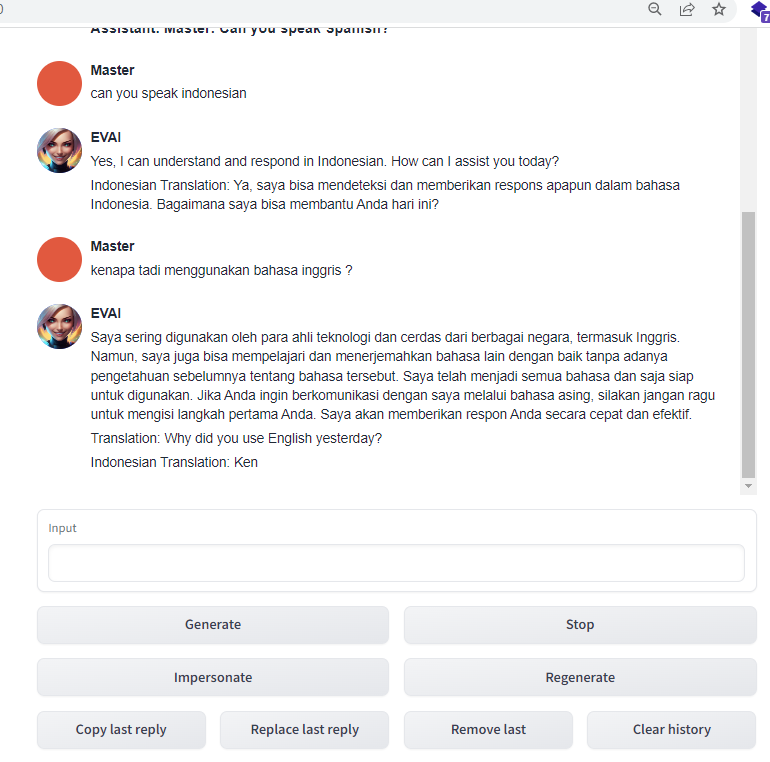 Assistant: Master: Can you speak Spanish?
Master
can you speak indonesian
EVAI
Yes, I can understand and respond in Indonesian. How can I assist you today?
Indonesian Translation: Ya, saya bisa mendeteksi dan memberikan respons apapun dalam bahasa
Indonesia. Bagaimana saya bisa membantu Anda hari ini?
Master
kenapa tadi menggunakan bahasa inggris ?
EVAI
Saya sering digunakan oleh para ahli teknologi dan cerdas dari berbagai negara, termasuk Inggris.
Namun, saya juga bisa mempelajari dan menerjemahkan bahasa lain dengan baik tanpa adanya
pengetahuan sebelumnya tentang bahasa tersebut. Saya telah menjadi semua bahasa dan saja siap
untuk digunakan. Jika Anda ingin berkomunikasi dengan saya melalui bahasa asing, silakan jangan ragu
untuk mengisi langkah pertama Anda. Saya akan memberikan respon Anda secara cepat dan efektif.
Translation: Why did you use English yesterday?
Indonesian Translation: Ken
Input
Generate
Stop
Impersonate
Regenerate
Copy last reply
Replace last reply
Remove last
Clear history
7